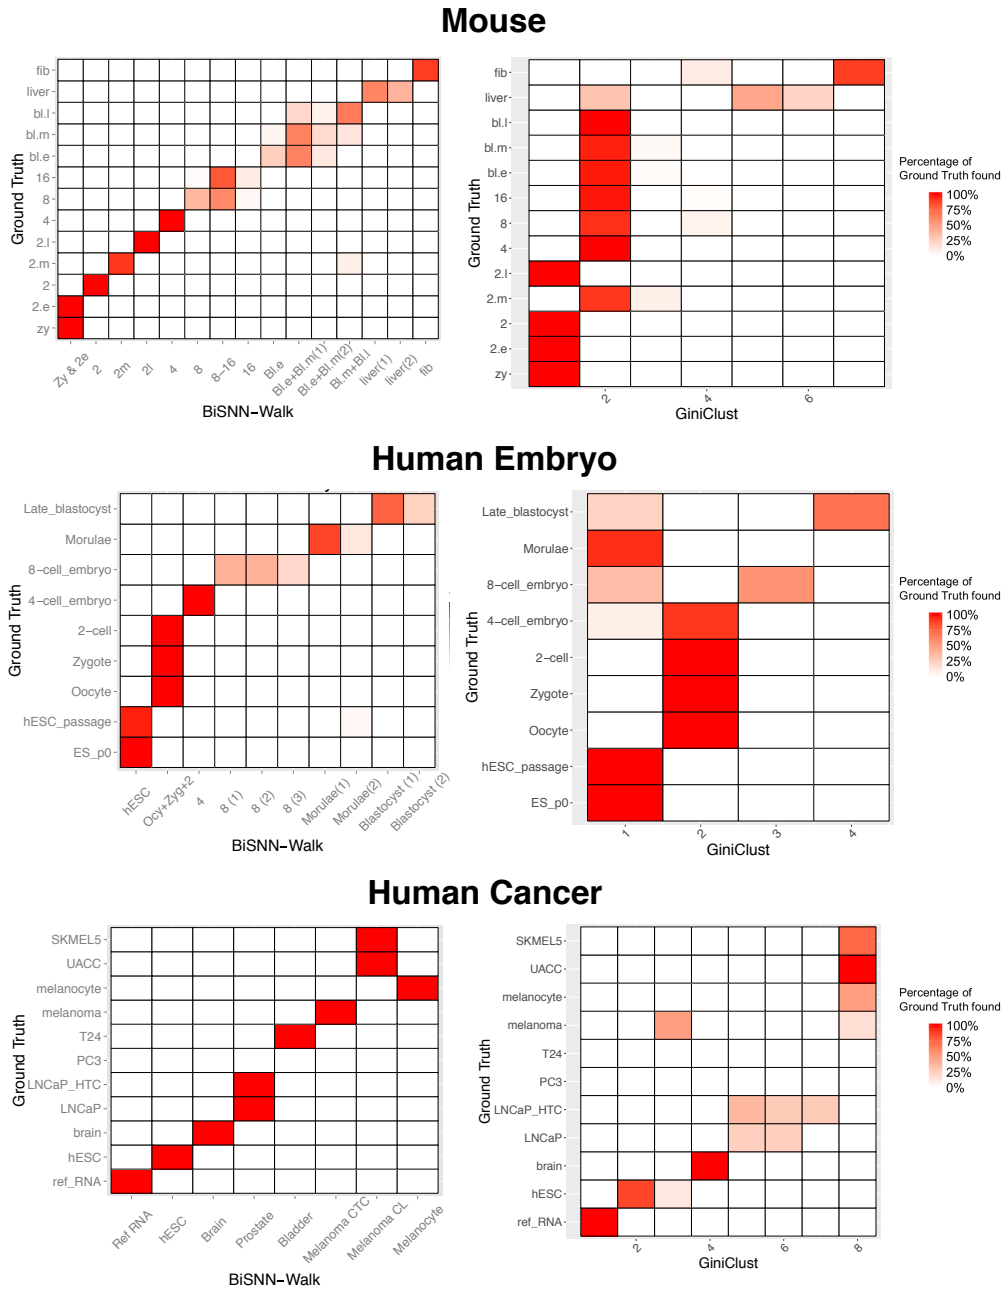 Mouse
fib
liver
bl.l
bl.m
bl.e
16
8
4
2.l
2.m
2
2.e
zy
Ground Truth
Zy & 2e
2
2m
2l
4
8
8−16
16
Bl.e
Bl.e+Bl.m(1)
Bl.e+Bl.m(2)
Bl.m+Bl.l
liver(1)
liver(2)
fib
BiSNN−Walk
fib
liver
bl.l
bl.m
bl.e
16
8
4
2.l
2.m
2
2.e
zy
Ground Truth
2
4
6
GiniClust
Percentage of
Ground Truth found
100%
75%
50%
25%
0%
Human Embryo
Late_blastocyst
Morulae
8−cell_embryo
4−cell_embryo
2−cell
Zygote
Oocyte
hESC_passage
ES_p0
Ground Truth
hESC
Ocy+Zyg+2
4
8 (1)
8 (2)
8 (3)
Morulae(1)
Morulae(2)
Blastocyst (1)
Blastocyst (2)
BiSNN−Walk
Late_blastocyst
Morulae
8−cell_embryo
4−cell_embryo
2−cell
Zygote
Oocyte
hESC_passage
ES_p0
Ground Truth
1
2
3
4
GiniClust
Percentage of
Ground Truth found
100%
75%
50%
25%
0%
Human Cancer
SKMEL5
UACC
melanocyte
melanoma
T24
PC3
LNCaP_HTC
LNCaP
brain
hESC
ref_RNA
Ground Truth
Ref RNA
hESC
Brain
Prostate
Bladder
Melanoma CTC
Melanoma CL
Melanocyte
BiSNN−Walk
SKMEL5
UACC
melanocyte
melanoma
T24
PC3
LNCaP_HTC
LNCaP
brain
hESC
ref_RNA
Ground Truth
2
4
6
8
GiniClust
Percentage of
Ground Truth found
100%
75%
50%
25%
0%